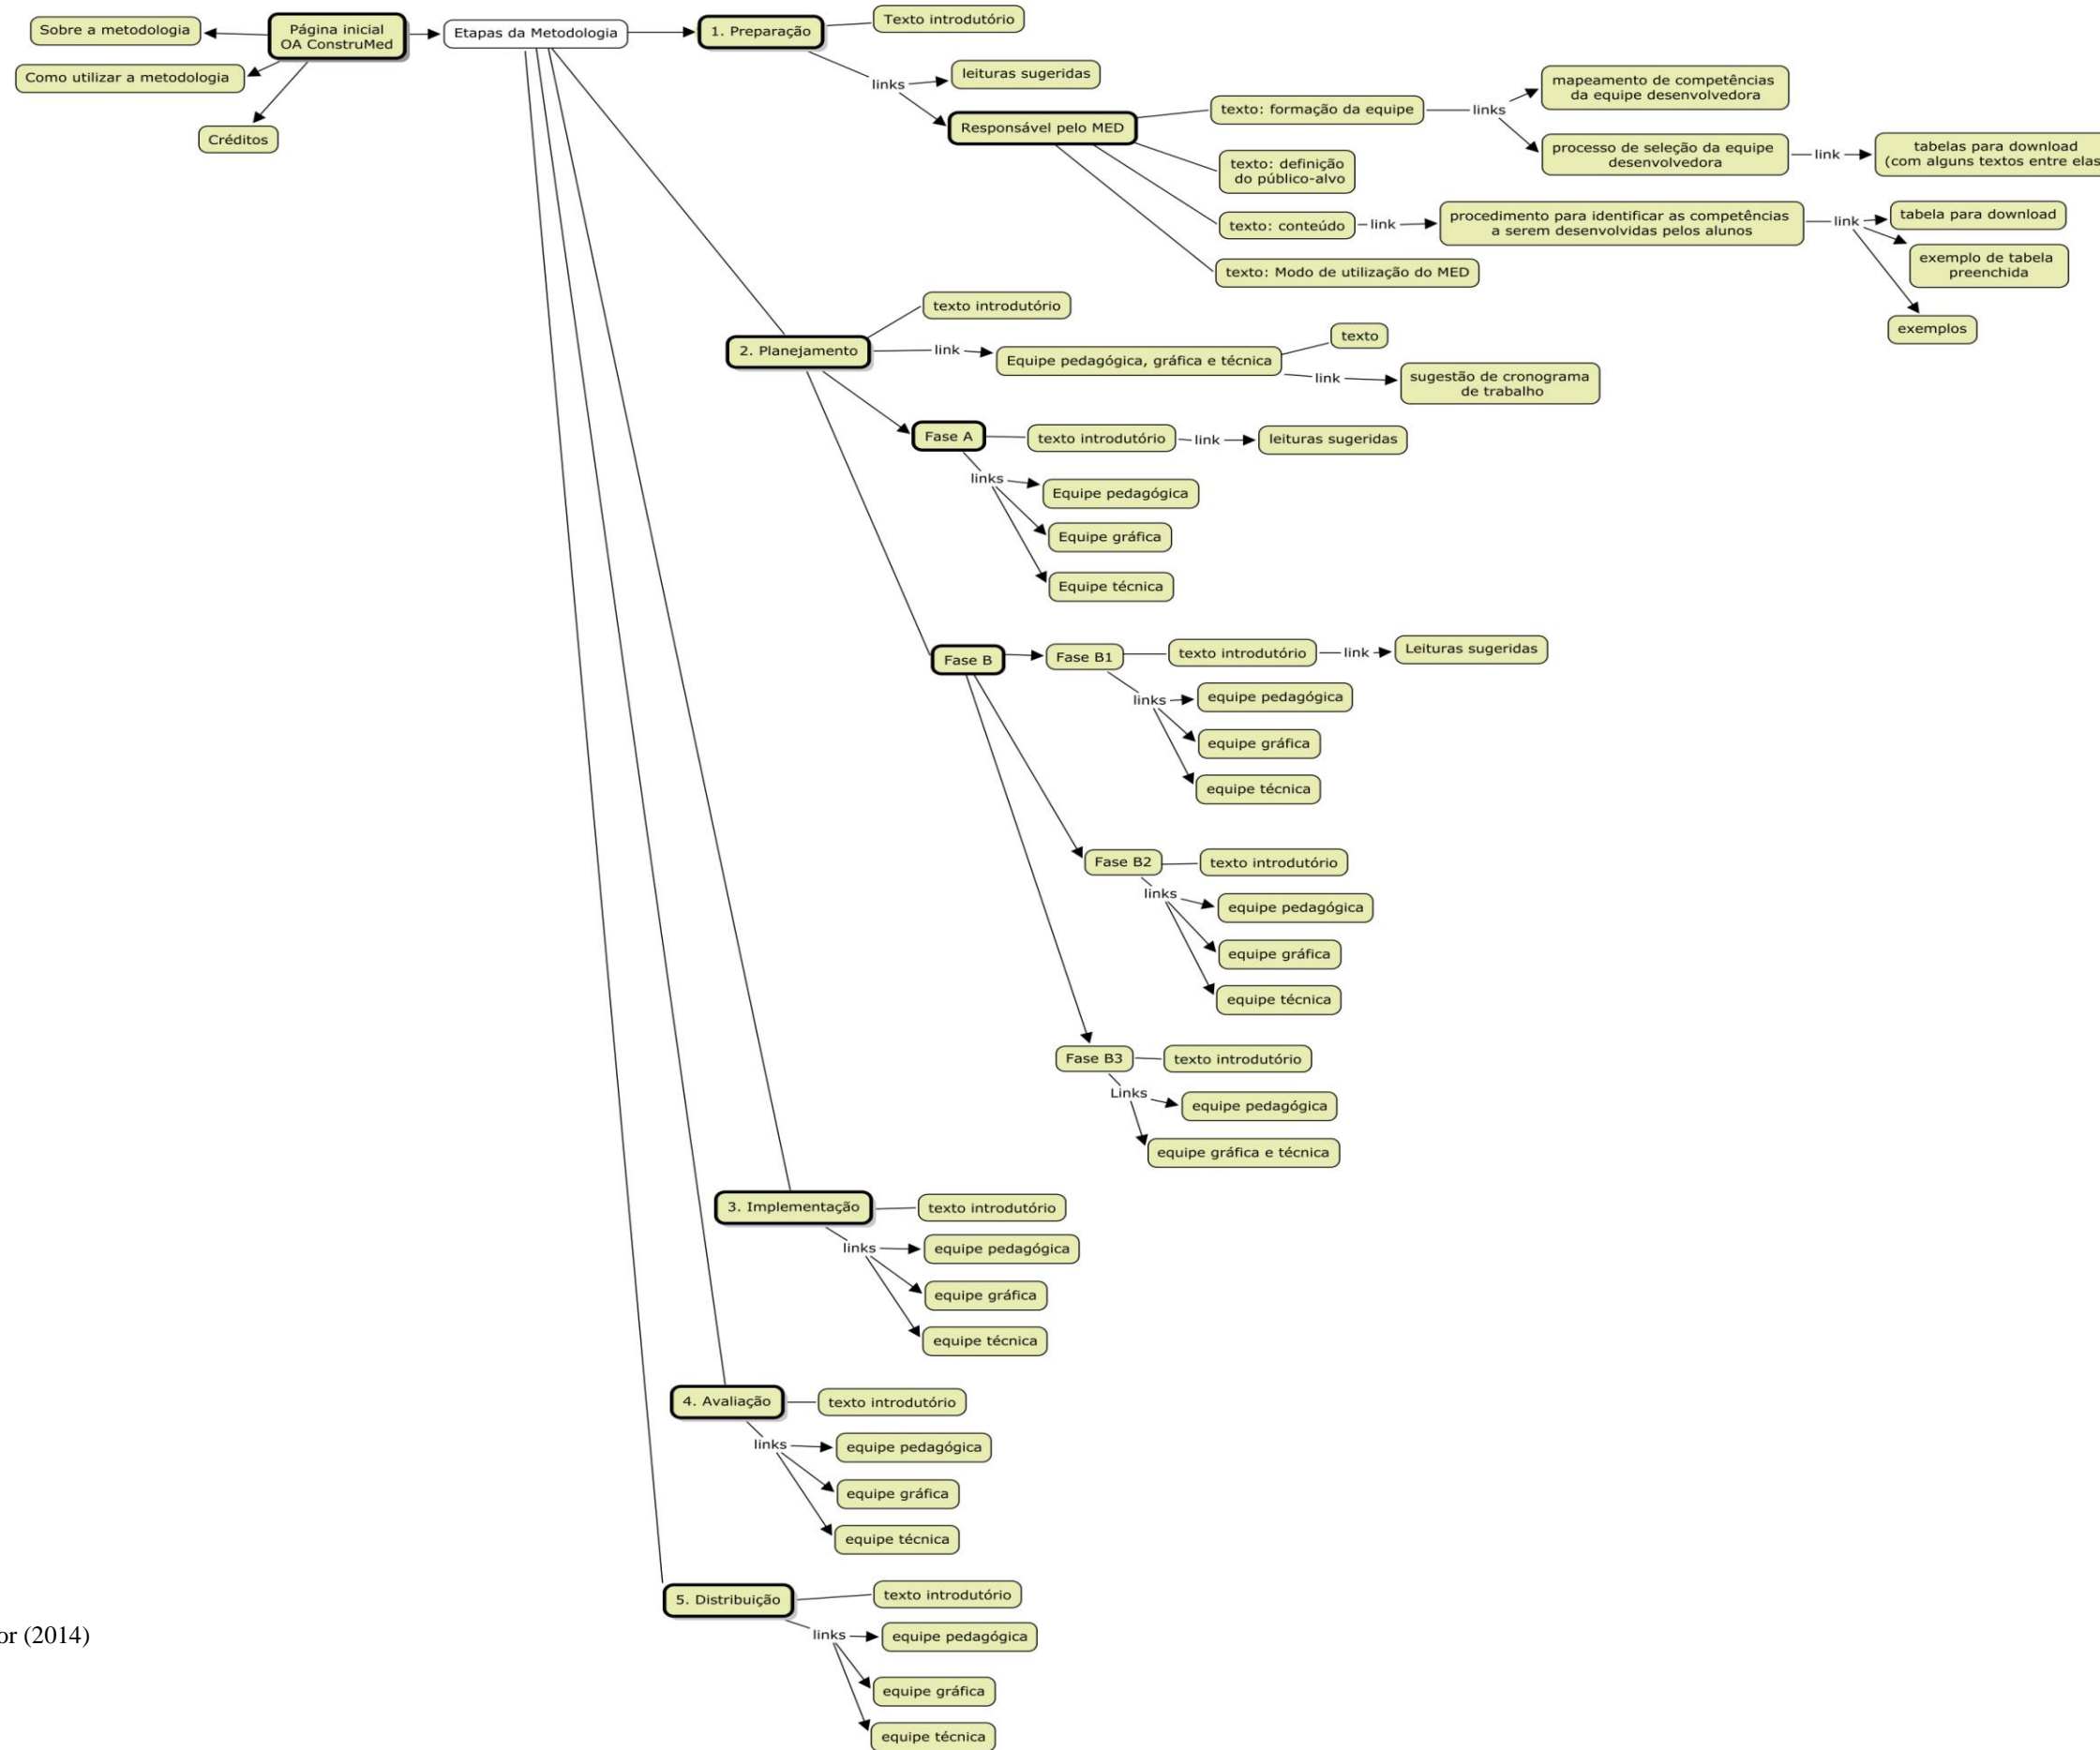 Sobre a metodologia
Página inicial
OA ConstruMed
Etapas da Metodologia
Como utilizar a metodologia
Créditos
1. Preparação
Texto introdutório
links
leituras sugeridas
Responsável pelo MED
texto: formação da equipe
links
mapeamento de competências
da equipe desenvolvedora
processo de seleção da equipe
desenvolvedora
link
tabelas para download
(com alguns textos entre elas
texto: definição
do público-alvo
texto: conteúdo
link
procedimento para identificar as competências
a serem desenvolvidas pelos alunos
link
tabela para download
exemplo de tabela
preenchida
exemplos
texto: Modo de utilização do MED
2. Planejamento
texto introdutório
link
Equipe pedagógica, gráfica e técnica
texto
link
sugestão de cronograma
de trabalho
Fase A
texto introdutório
link
leituras sugeridas
links
Equipe pedagógica
Equipe gráfica
Equipe técnica
Fase B
Fase B1
texto introdutório
link
Leituras sugeridas
links
equipe pedagógica
equipe gráfica
equipe técnica
Fase B2
texto introdutório
links
equipe pedagógica
equipe gráfica
equipe técnica
Fase B3
texto introdutório
Links
equipe pedagógica
equipe gráfica e técnica
3. Implementação
texto introdutório
links
equipe pedagógica
equipe gráfica
equipe técnica
4. Avaliação
texto introdutório
links
equipe pedagógica
equipe gráfica
equipe técnica
5. Distribuição
texto introdutório
links
equipe pedagógica
equipe gráfica
equipe técnica
or (2014)